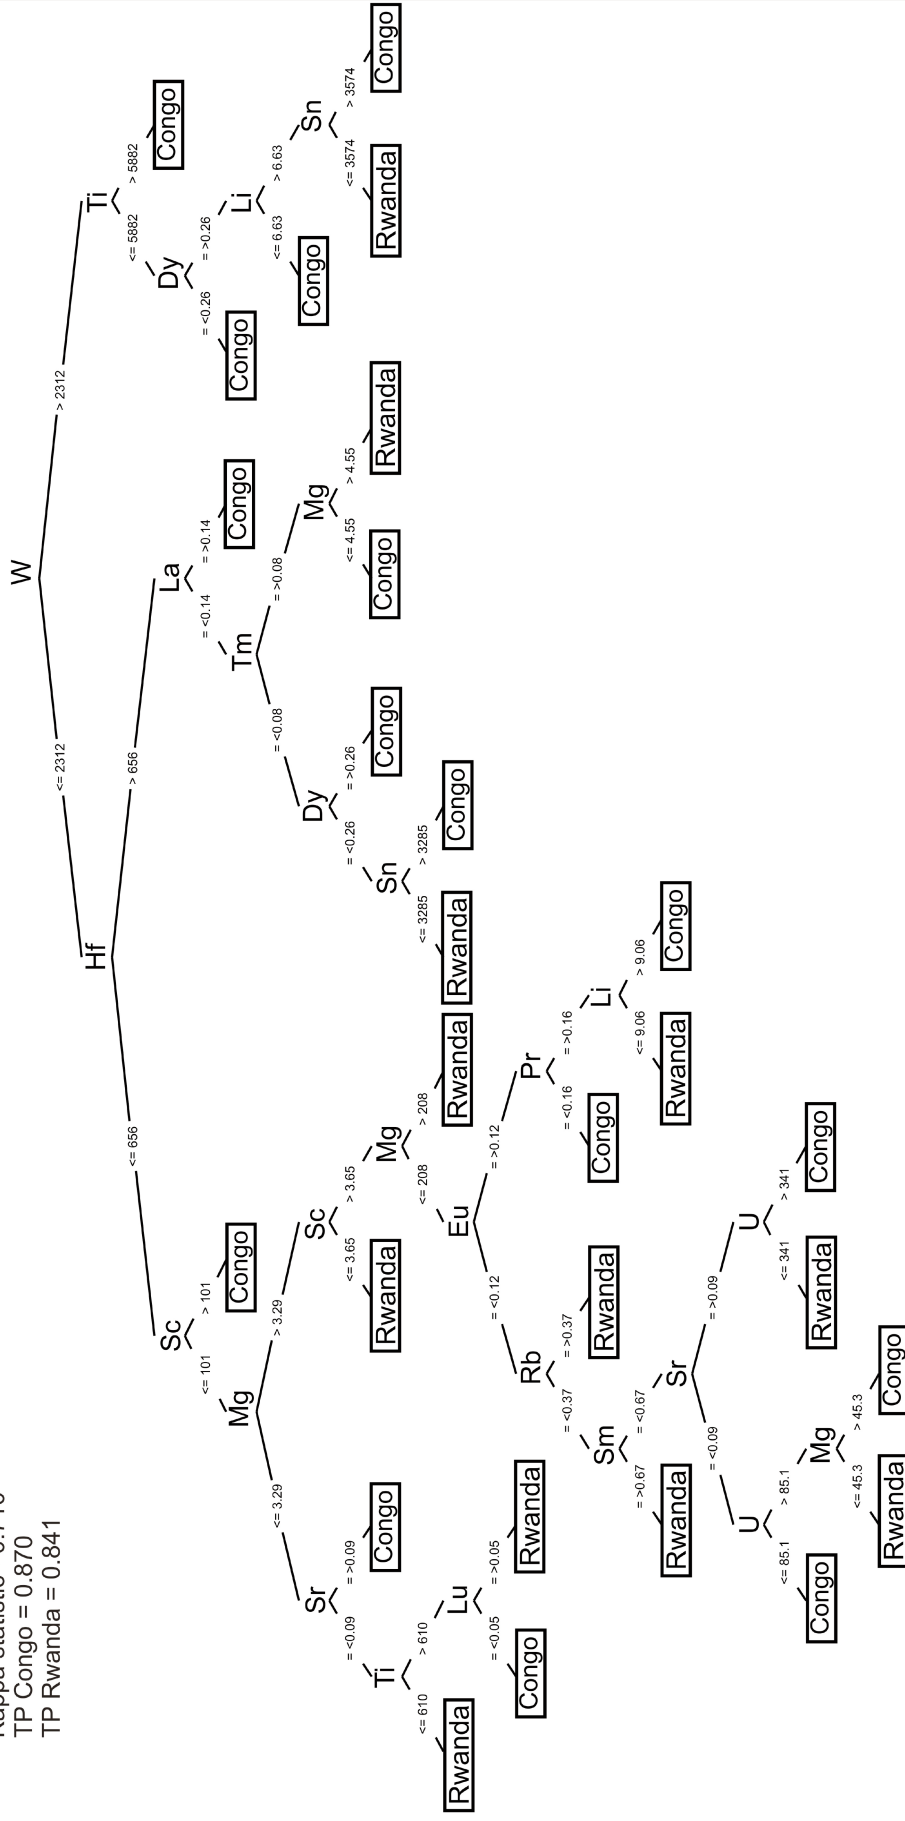 Kappa statistic
TP Congo = 0.870
TP Rwanda = 0.841
W
<= 2312 > 2312
Hf Ti
<= 656 > 656 <= 5882 > 5882
Sc La Dy Congo
<= 101 > 101 = <0.14 = >0.14 = <0.26 = >0.26
Mg Congo Tm Congo Congo Li
<= 3.29 > 3.29 = <0.08 = >0.08 <= 6.63 > 6.63
Sr Sc Dy Mg Congo Sn
= <0.09 = >0.09 <= 3.65 > 3.65 = <0.26 = >0.26 <= 4.55 > 4.55 <= 3574 > 3574
Ti Congo Rwanda Mg Sn Congo Congo Rwanda Rwanda Congo
<= 610 > 610 <= 208 > 208 <= 3285 > 3285
Rwanda Lu Eu Rwanda Rwanda Congo
= <0.05 = >0.05 = <0.12 = >0.12
Congo Rwanda Rb Pr
= <0.37 = >0.37 = <0.16 = >0.16
Sm Rwanda Congo Li
= >0.67 = <0.67 <= 9.06 > 9.06
Rwanda Sr Rwanda Congo
= <0.09 = >0.09
U U
<= 85.1 > 85.1 <= 341 > 341
Congo Mg Rwanda Congo
<= 45.3 > 45.3
Rwanda Congo